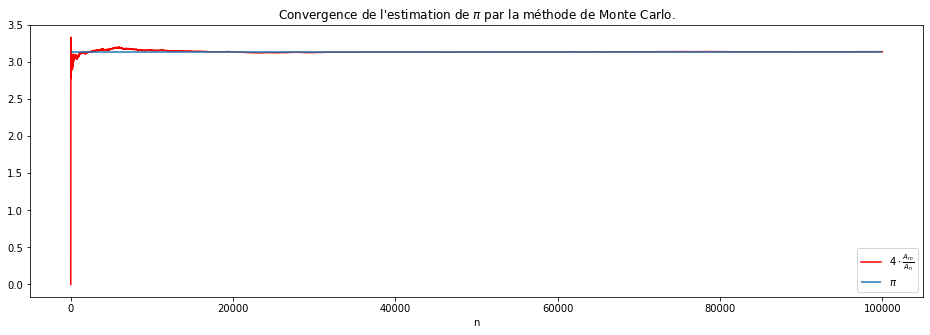 Convergence de l'estimation de π par la méthode de Monte Carlo.
3.5
3.0
2.5
2.0
1.5
1.0
0.5
0.0
0 20000 40000 60000 80000 100000
n
4 · A_m/A_n
π